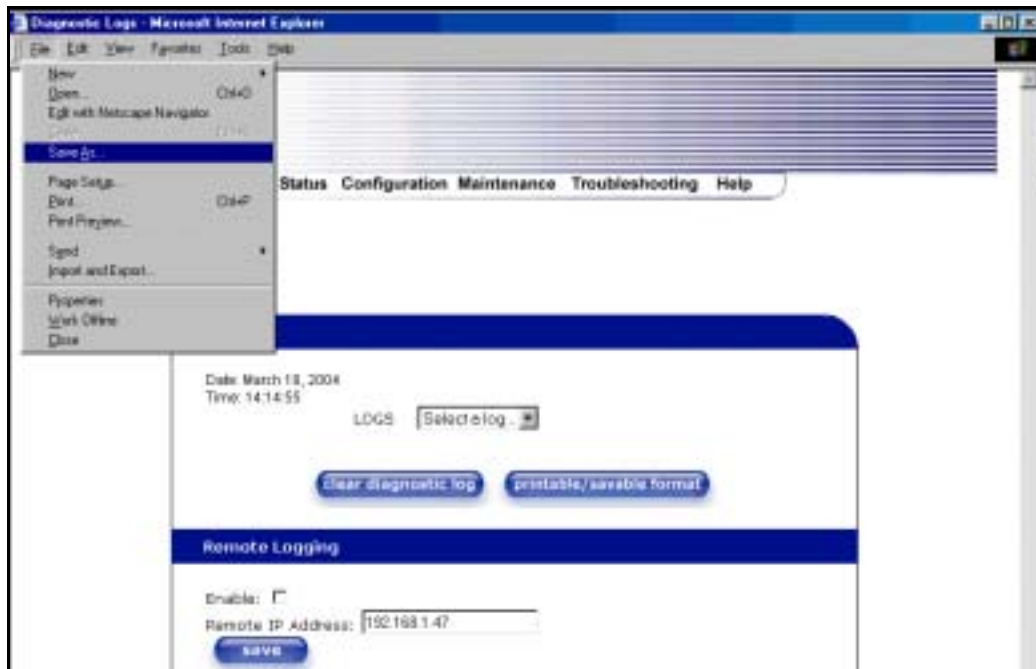 Diagnostic Logs - Microsoft Internet Explorer
File Edit View Favorites Tools Help
New
Open... Ctrl+O
Edit with Netscape Navigator
Save As...
Page Setup...
Print Ctrl+P
Print Preview...
Send
Import and Export...
Properties
Work Offline
Close
Status Configuration Maintenance Troubleshooting Help
Date: March 18, 2004
Time: 14:14:55
LOGS Select a log...
clear diagnostic log printable/savable format
Remote Logging
Enable:
Remote IP Address: 192.168.1.47
save